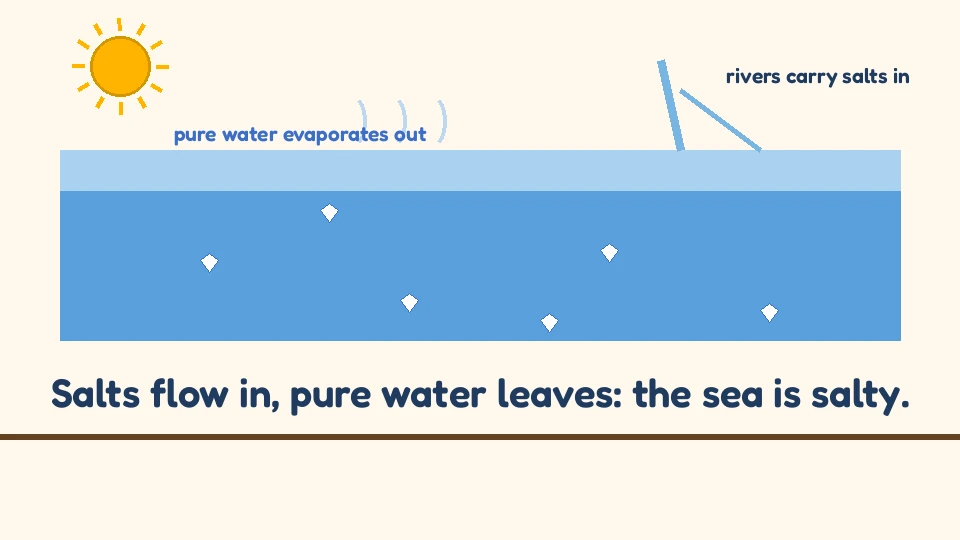 rivers carry salts in
pure water evaporates out
Salts flow in, pure water leaves: the sea is salty.